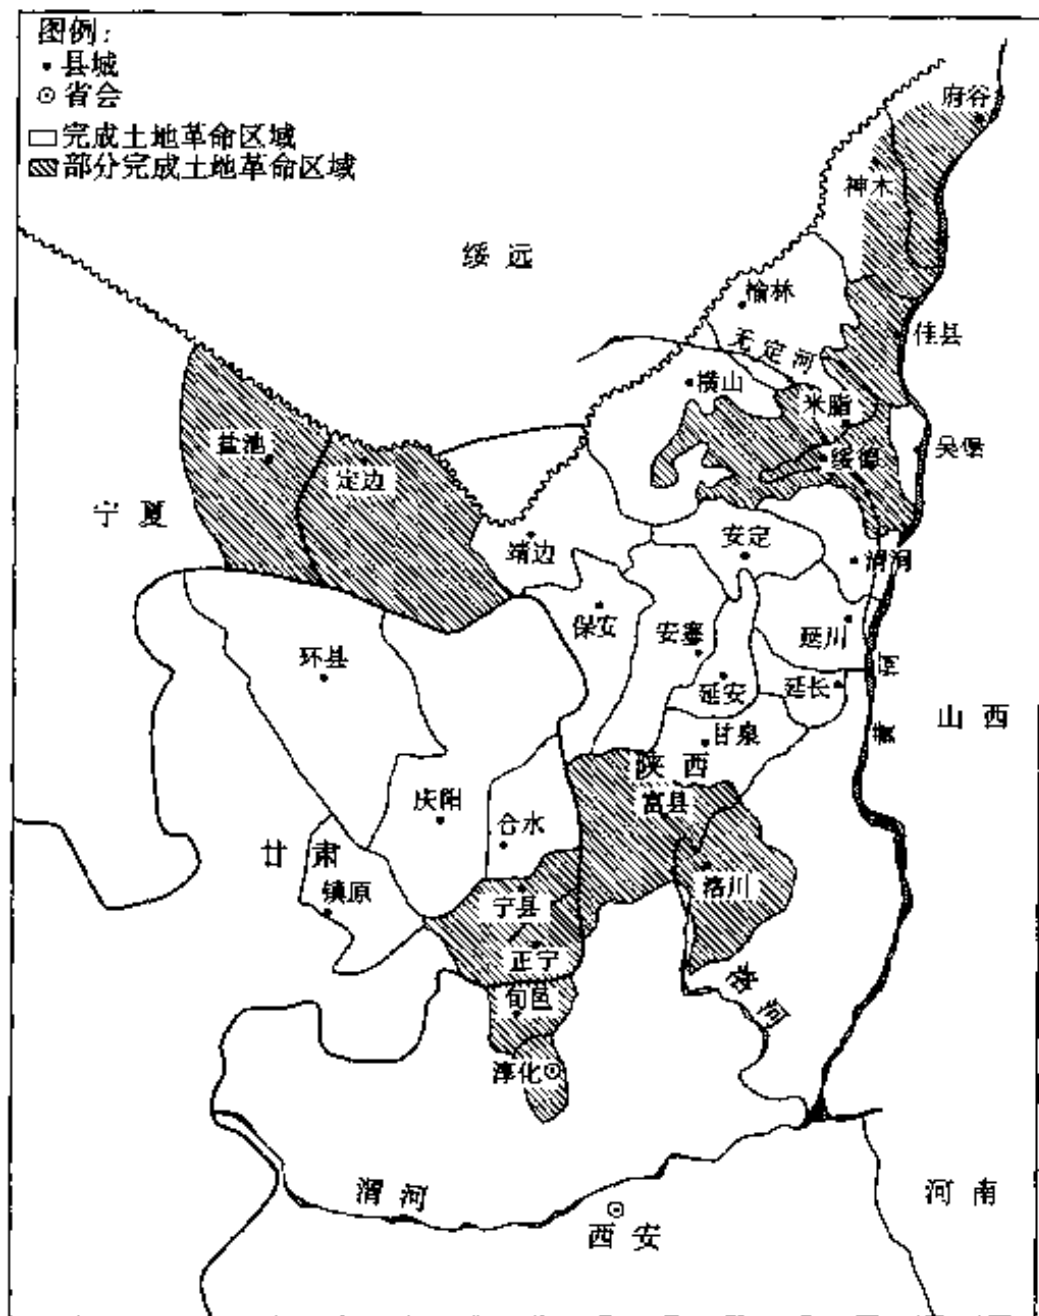 图例：
县城
省会
完成土地革命区域
部分完成土地革命区域
府谷
神木
绥远
榆林
无定河
佳县
横山
米脂
吴堡
绥德
盐池
定边
宁夏
靖边
安定
清涧
保安
安塞
延川
环县
延安
延长
山西
甘泉
陕西
富县
庆阳
合水
甘肃
洛川
镇原
宁县
正宁
洛河
旬邑
淳化
渭河
河南
西安